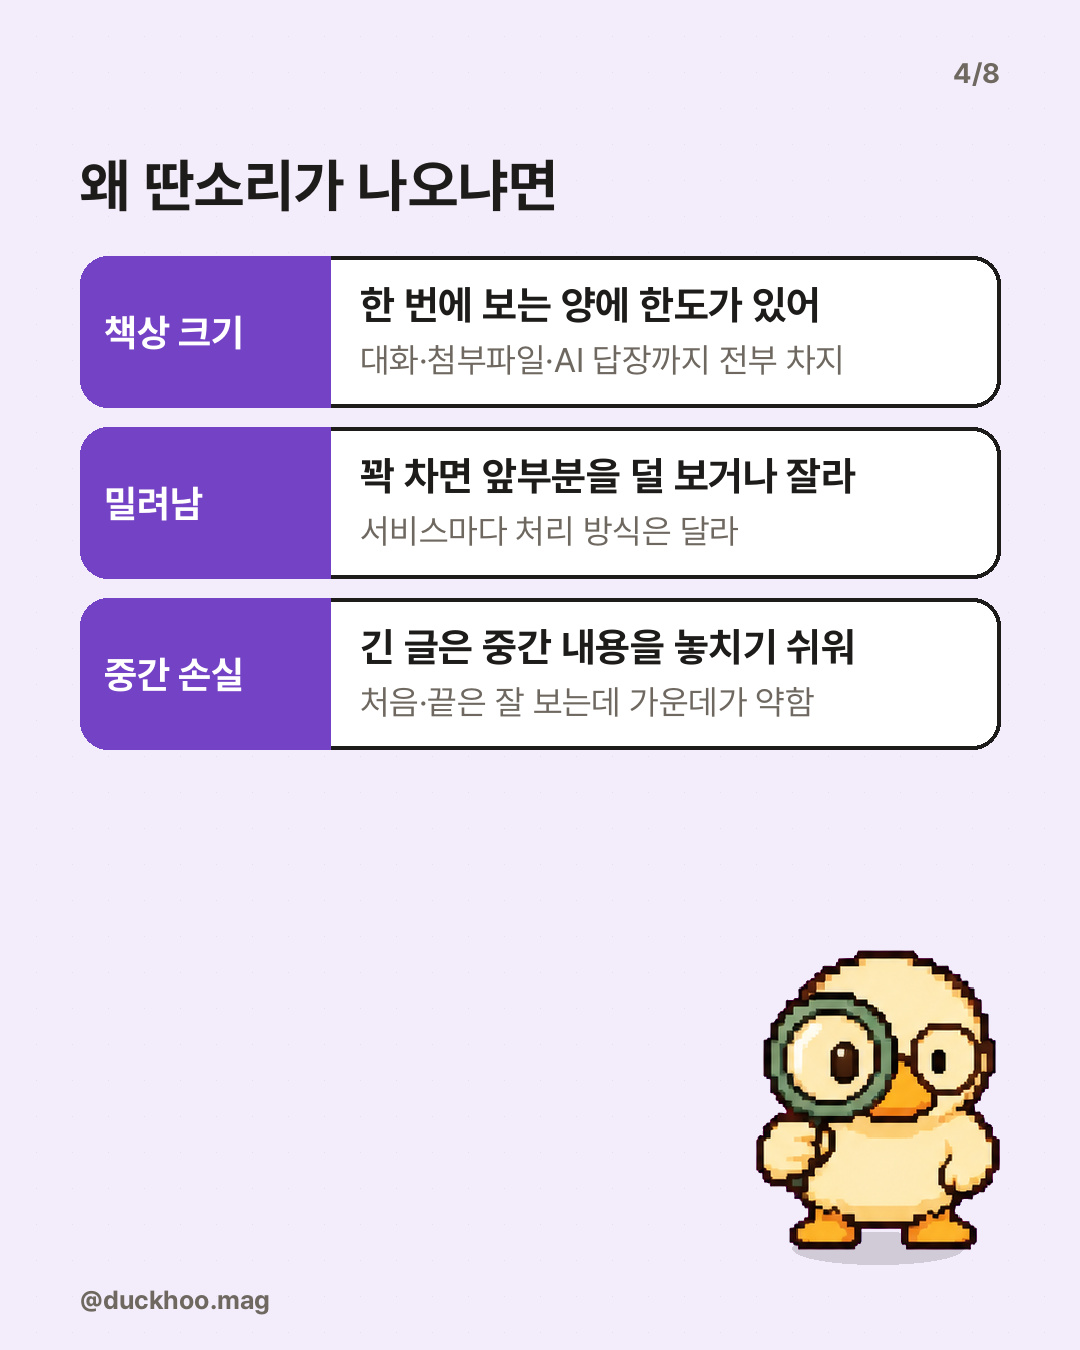 4/8
왜 딴소리가 나오냐면
책상 크기
한 번에 보는 양에 한도가 있어
대화·첨부파일·AI 답장까지 전부 차지
밀려남
꽉 차면 앞부분을 덜 보거나 잘라
서비스마다 처리 방식은 달라
중간 손실
긴 글은 중간 내용을 놓치기 쉬워
처음·끝은 잘 보는데 가운데가 약함
@duckhoo.mag